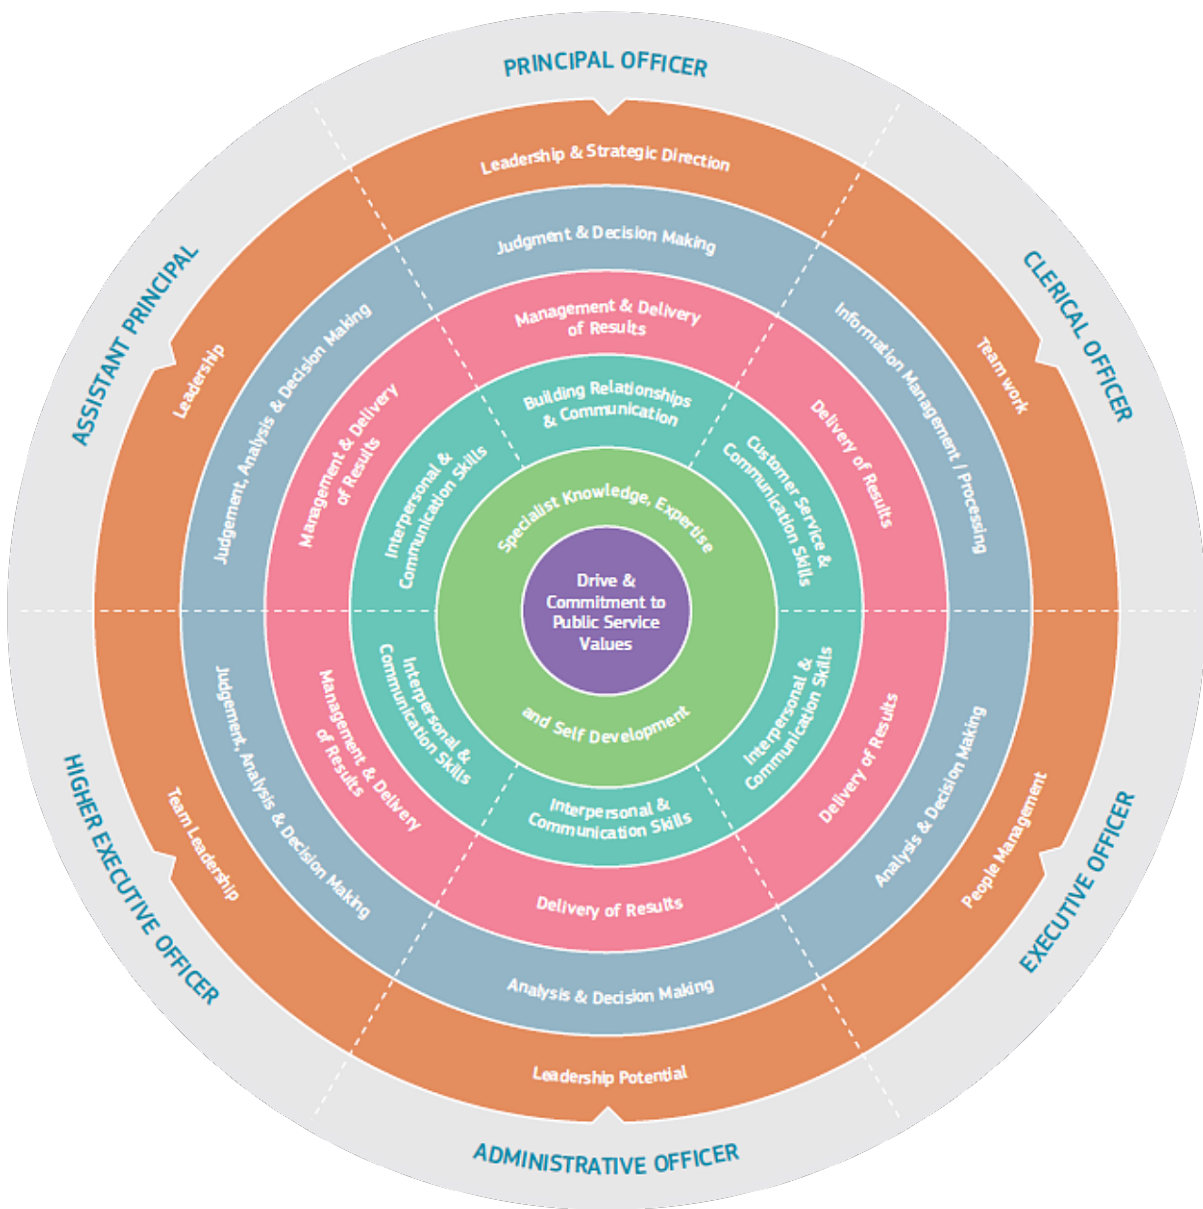 PRINCIPAL OFFICER
Leadership & Strategic Direction
Judgment & Decision Making
Management & Delivery
of Results
Building Relationships
& Communication
CLERICAL OFFICER
Team work
Information Management / Processing
Delivery of Results
Customer Service &
Communication Skills
EXECUTIVE OFFICER
People Management
Analysis & Decision Making
Delivery of Results
Interpersonal &
Communication Skills
ADMINISTRATIVE OFFICER
Leadership Potential
Analysis & Decision Making
Delivery of Results
Interpersonal &
Communication Skills
HIGHER EXECUTIVE OFFICER
Team Leadership
Judgement, Analysis & Decision Making
Management & Delivery
of Results
Interpersonal &
Communication Skills
ASSISTANT PRINCIPAL
Leadership
Judgement, Analysis & Decision Making
Management & Delivery
of Results
Interpersonal &
Communication Skills
Specialist Knowledge, Expertise
and Self Development
Drive &
Commitment to
Public Service
Values